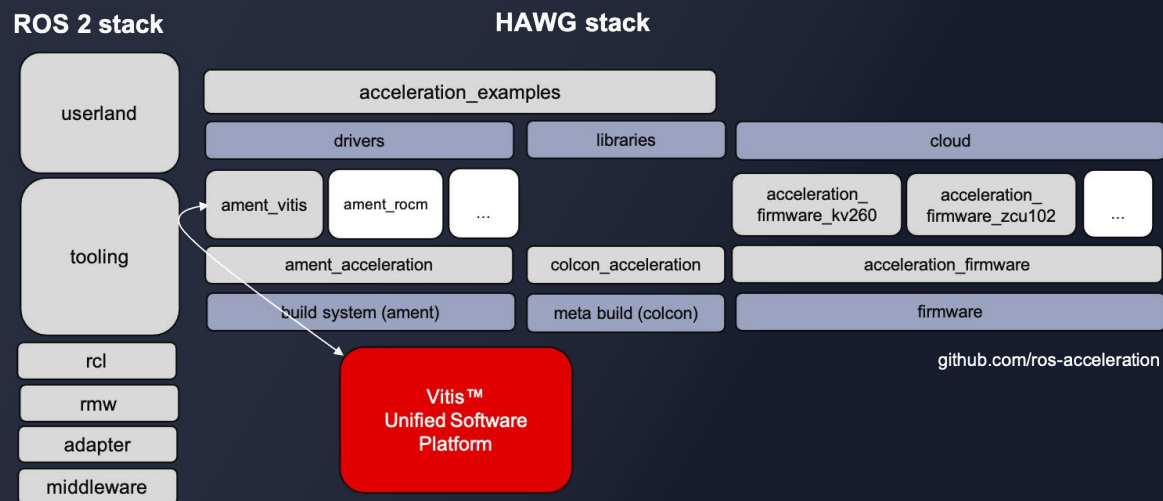 ROS 2 stack
HAWG stack
userland
acceleration_examples
drivers
libraries
cloud
tooling
ament_vitis
ament_rocm
...
acceleration_
firmware_kv260
acceleration_
firmware_zcu102
...
ament_acceleration
colcon_acceleration
acceleration_firmware
build system (ament)
meta build (colcon)
firmware
rcl
rmw
adapter
middleware
Vitis™
Unified Software
Platform
github.com/ros-acceleration